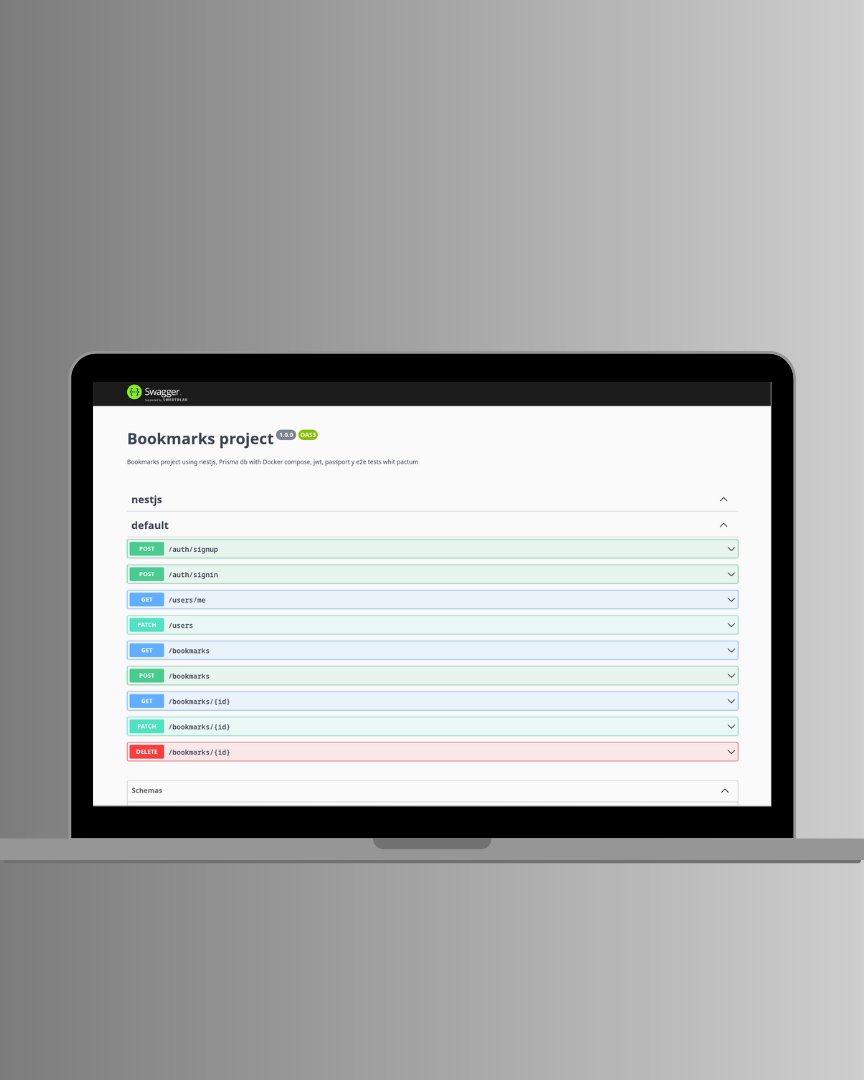 Swagger
Supported by SMARTBEAR
Bookmarks project 1.0.0 OAS3
Bookmarks project using nestjs, Prisma db with Docker compose, jwt, passport y e2e tests whit pactum
nestjs
default
POST /auth/signup
POST /auth/signin
GET /users/me
PATCH /users
GET /bookmarks
POST /bookmarks
GET /bookmarks/{id}
PATCH /bookmarks/{id}
DELETE /bookmarks/{id}
Schemas